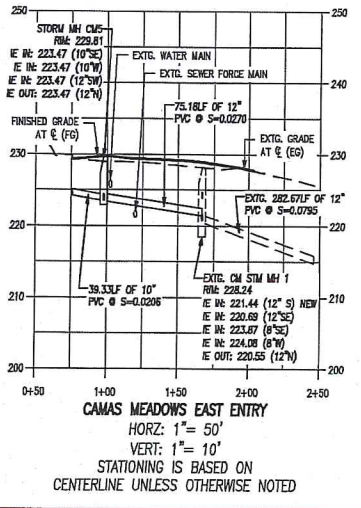 250
250
STORM MH CM5
RIM: 229.81
IE IN: 223.47 (10"SE)
IE IN: 223.47 (10"W)
IE IN: 223.47 (12"SW)
IE OUT: 223.47 (12"N)
EXTG. WATER MAIN
EXTG. SEWER FORCE MAIN
75.18LF OF 12"
PVC @ S=0.0270
FINISHED GRADE
AT ℄ (FG)
EXTG. GRADE
AT ℄ (EG)
230
230
EXTG. 282.67LF OF 12"
PVC @ S=0.0795
220
220
39.33LF OF 10"
PVC @ S=0.0206
EXTG. CM STM MH 1
RIM: 228.24
IE IN: 221.44 (12" S) NEW
IE IN: 220.69 (12"SE)
IE IN: 223.87 (8"SE)
IE IN: 224.08 (8"W)
IE OUT: 220.55 (12"N)
210
210
200
200
0+50
1+00
1+50
2+00
2+50
CAMAS MEADOWS EAST ENTRY
HORZ: 1"= 50'
VERT: 1"= 10'
STATIONING IS BASED ON
CENTERLINE UNLESS OTHERWISE NOTED